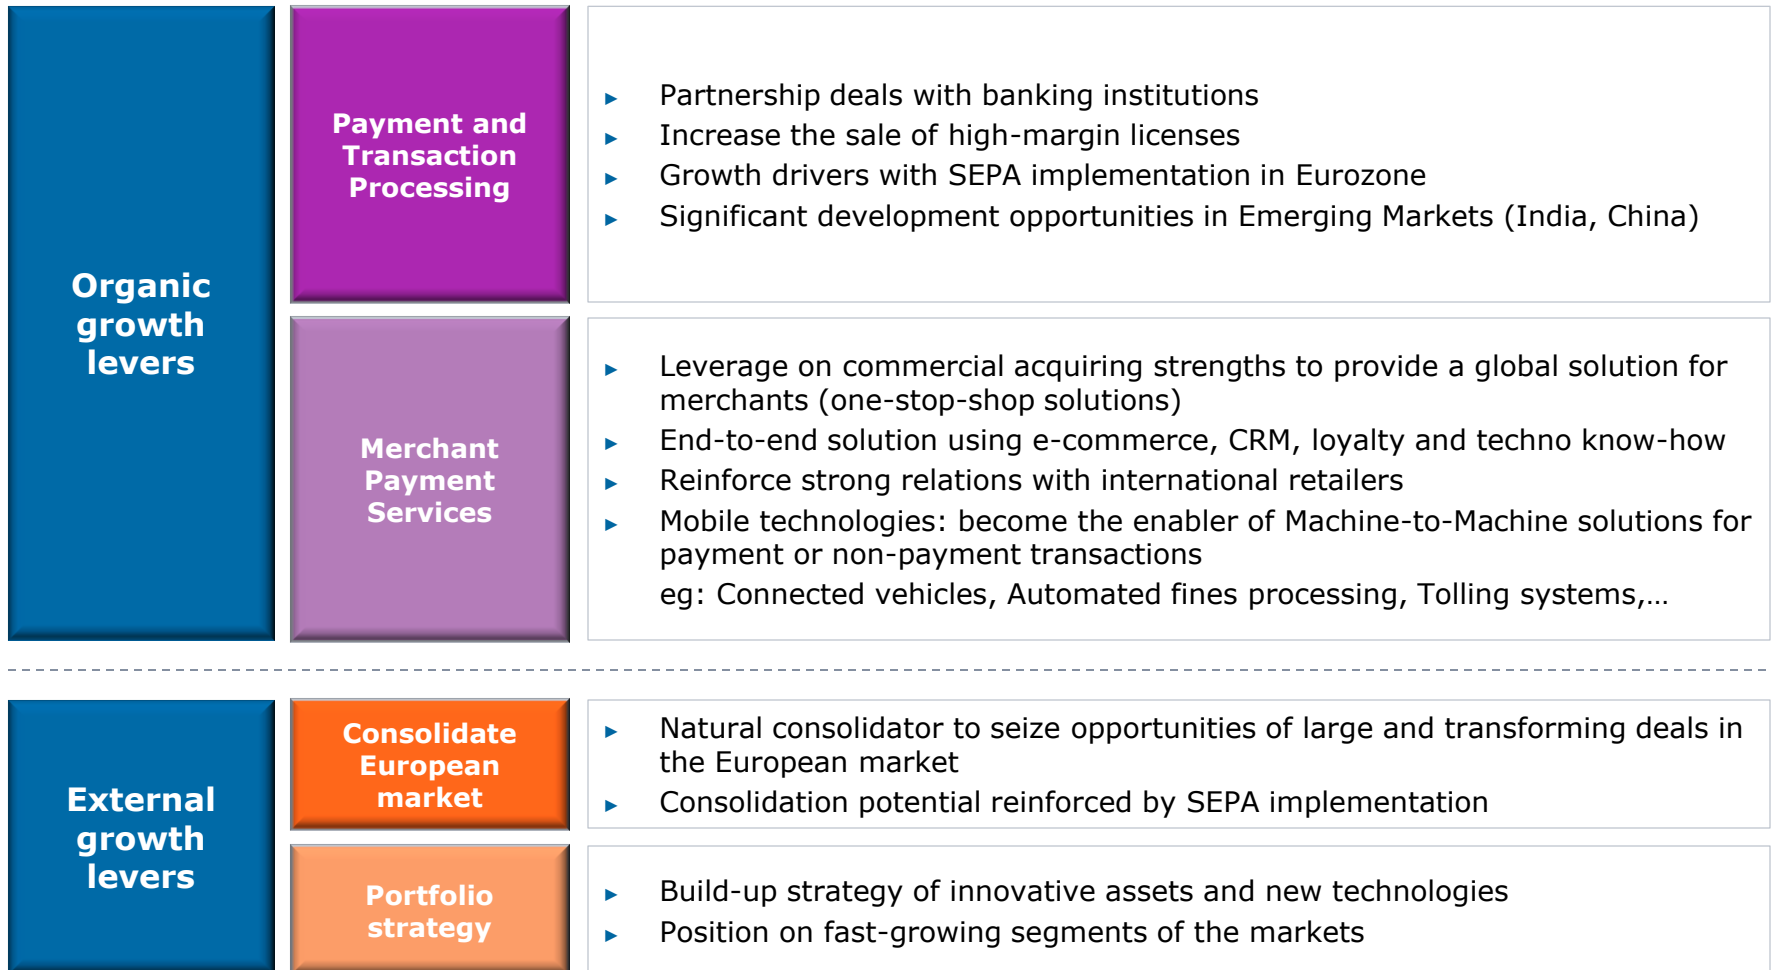 Organic
growth
levers
Payment and
Transaction
Processing
► Partnership deals with banking institutions
► Increase the sale of high-margin licenses
► Growth drivers with SEPA implementation in Eurozone
► Significant development opportunities in Emerging Markets (India, China)
Merchant
Payment
Services
► Leverage on commercial acquiring strengths to provide a global solution for
merchants (one-stop-shop solutions)
► End-to-end solution using e-commerce, CRM, loyalty and techno know-how
► Reinforce strong relations with international retailers
► Mobile technologies: become the enabler of Machine-to-Machine solutions for
payment or non-payment transactions
eg: Connected vehicles, Automated fines processing, Tolling systems,…
External
growth
levers
Consolidate
European
market
► Natural consolidator to seize opportunities of large and transforming deals in
the European market
► Consolidation potential reinforced by SEPA implementation
Portfolio
strategy
► Build-up strategy of innovative assets and new technologies
► Position on fast-growing segments of the markets